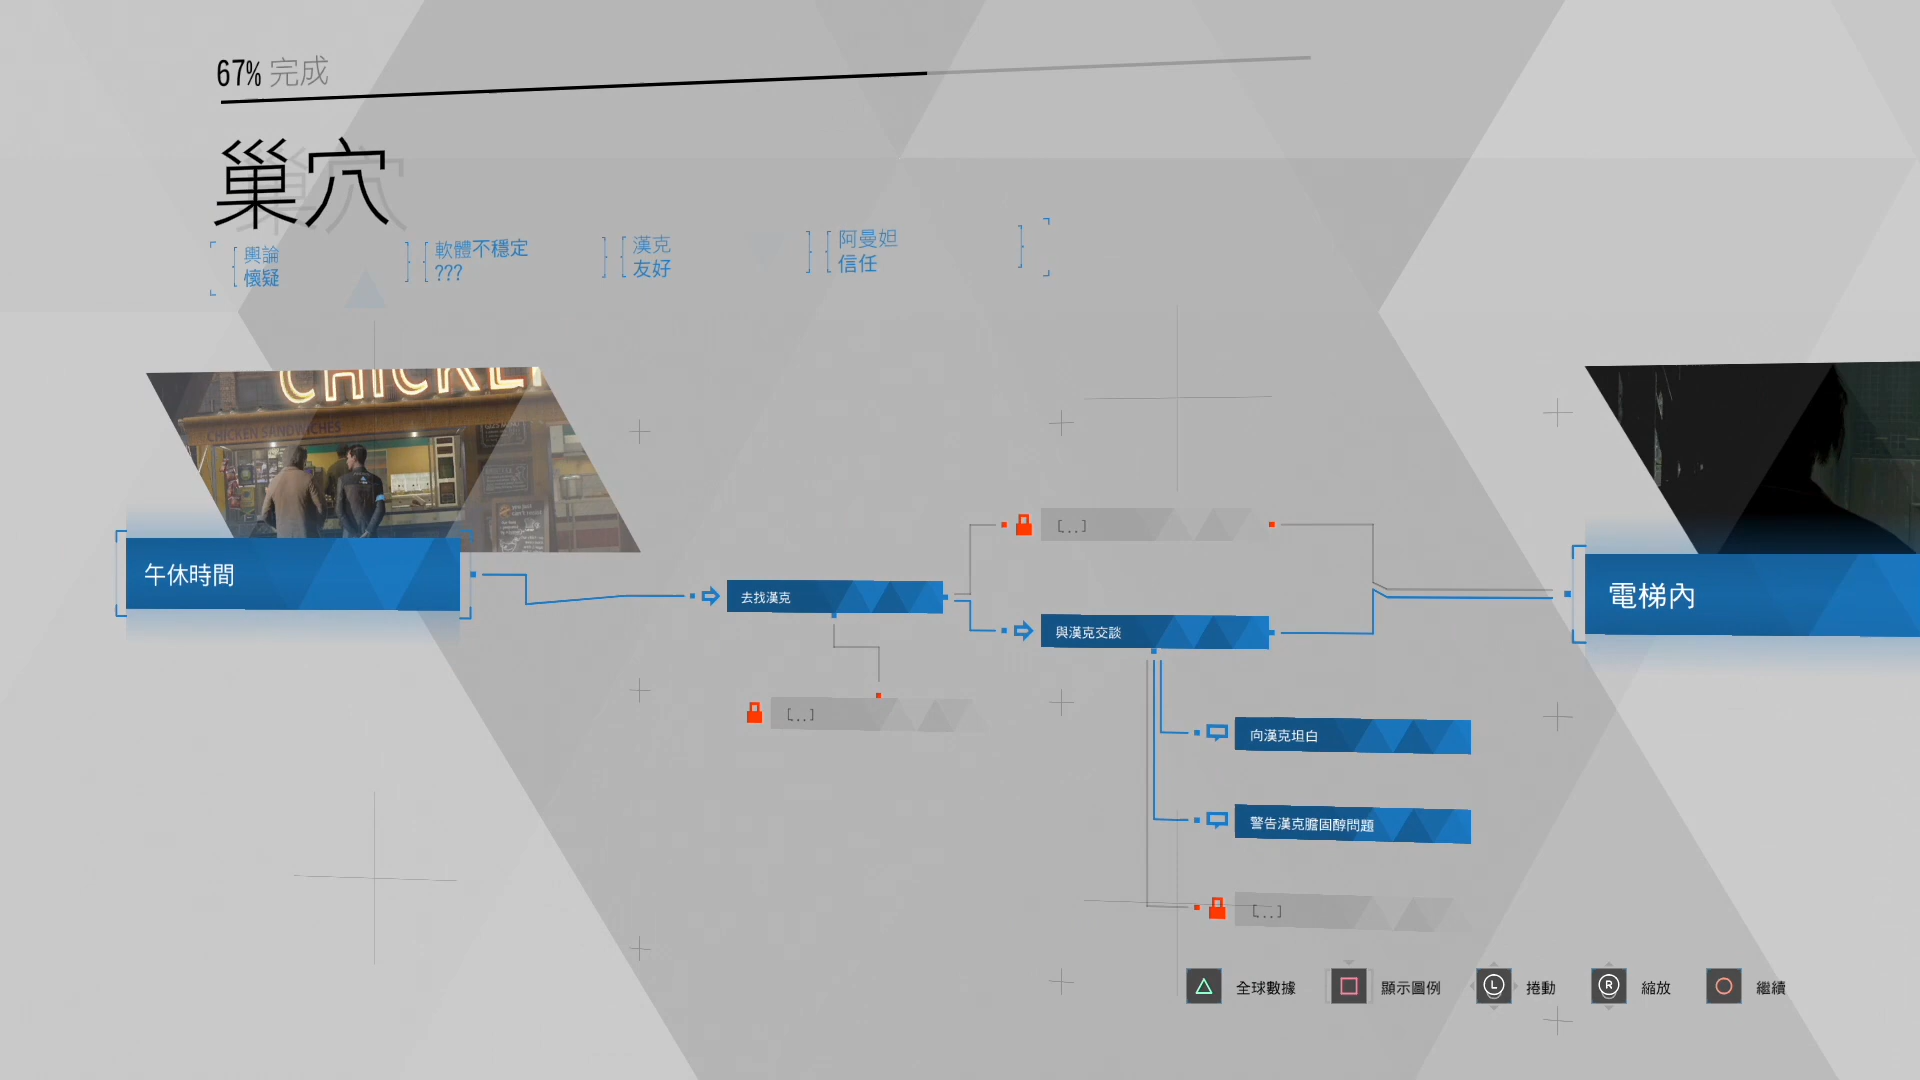 67% 完成
巢穴
輿論
懷疑
軟體不穩定
???
漢克
友好
阿曼妲
信任
CHICKEN
CHICKEN SANDWICHES
午休時間
去找漢克
[...]
[...]
與漢克交談
電梯內
向漢克坦白
警告漢克膽固醇問題
[...]
全球數據
顯示圖例
L
捲動
R
縮放
繼續